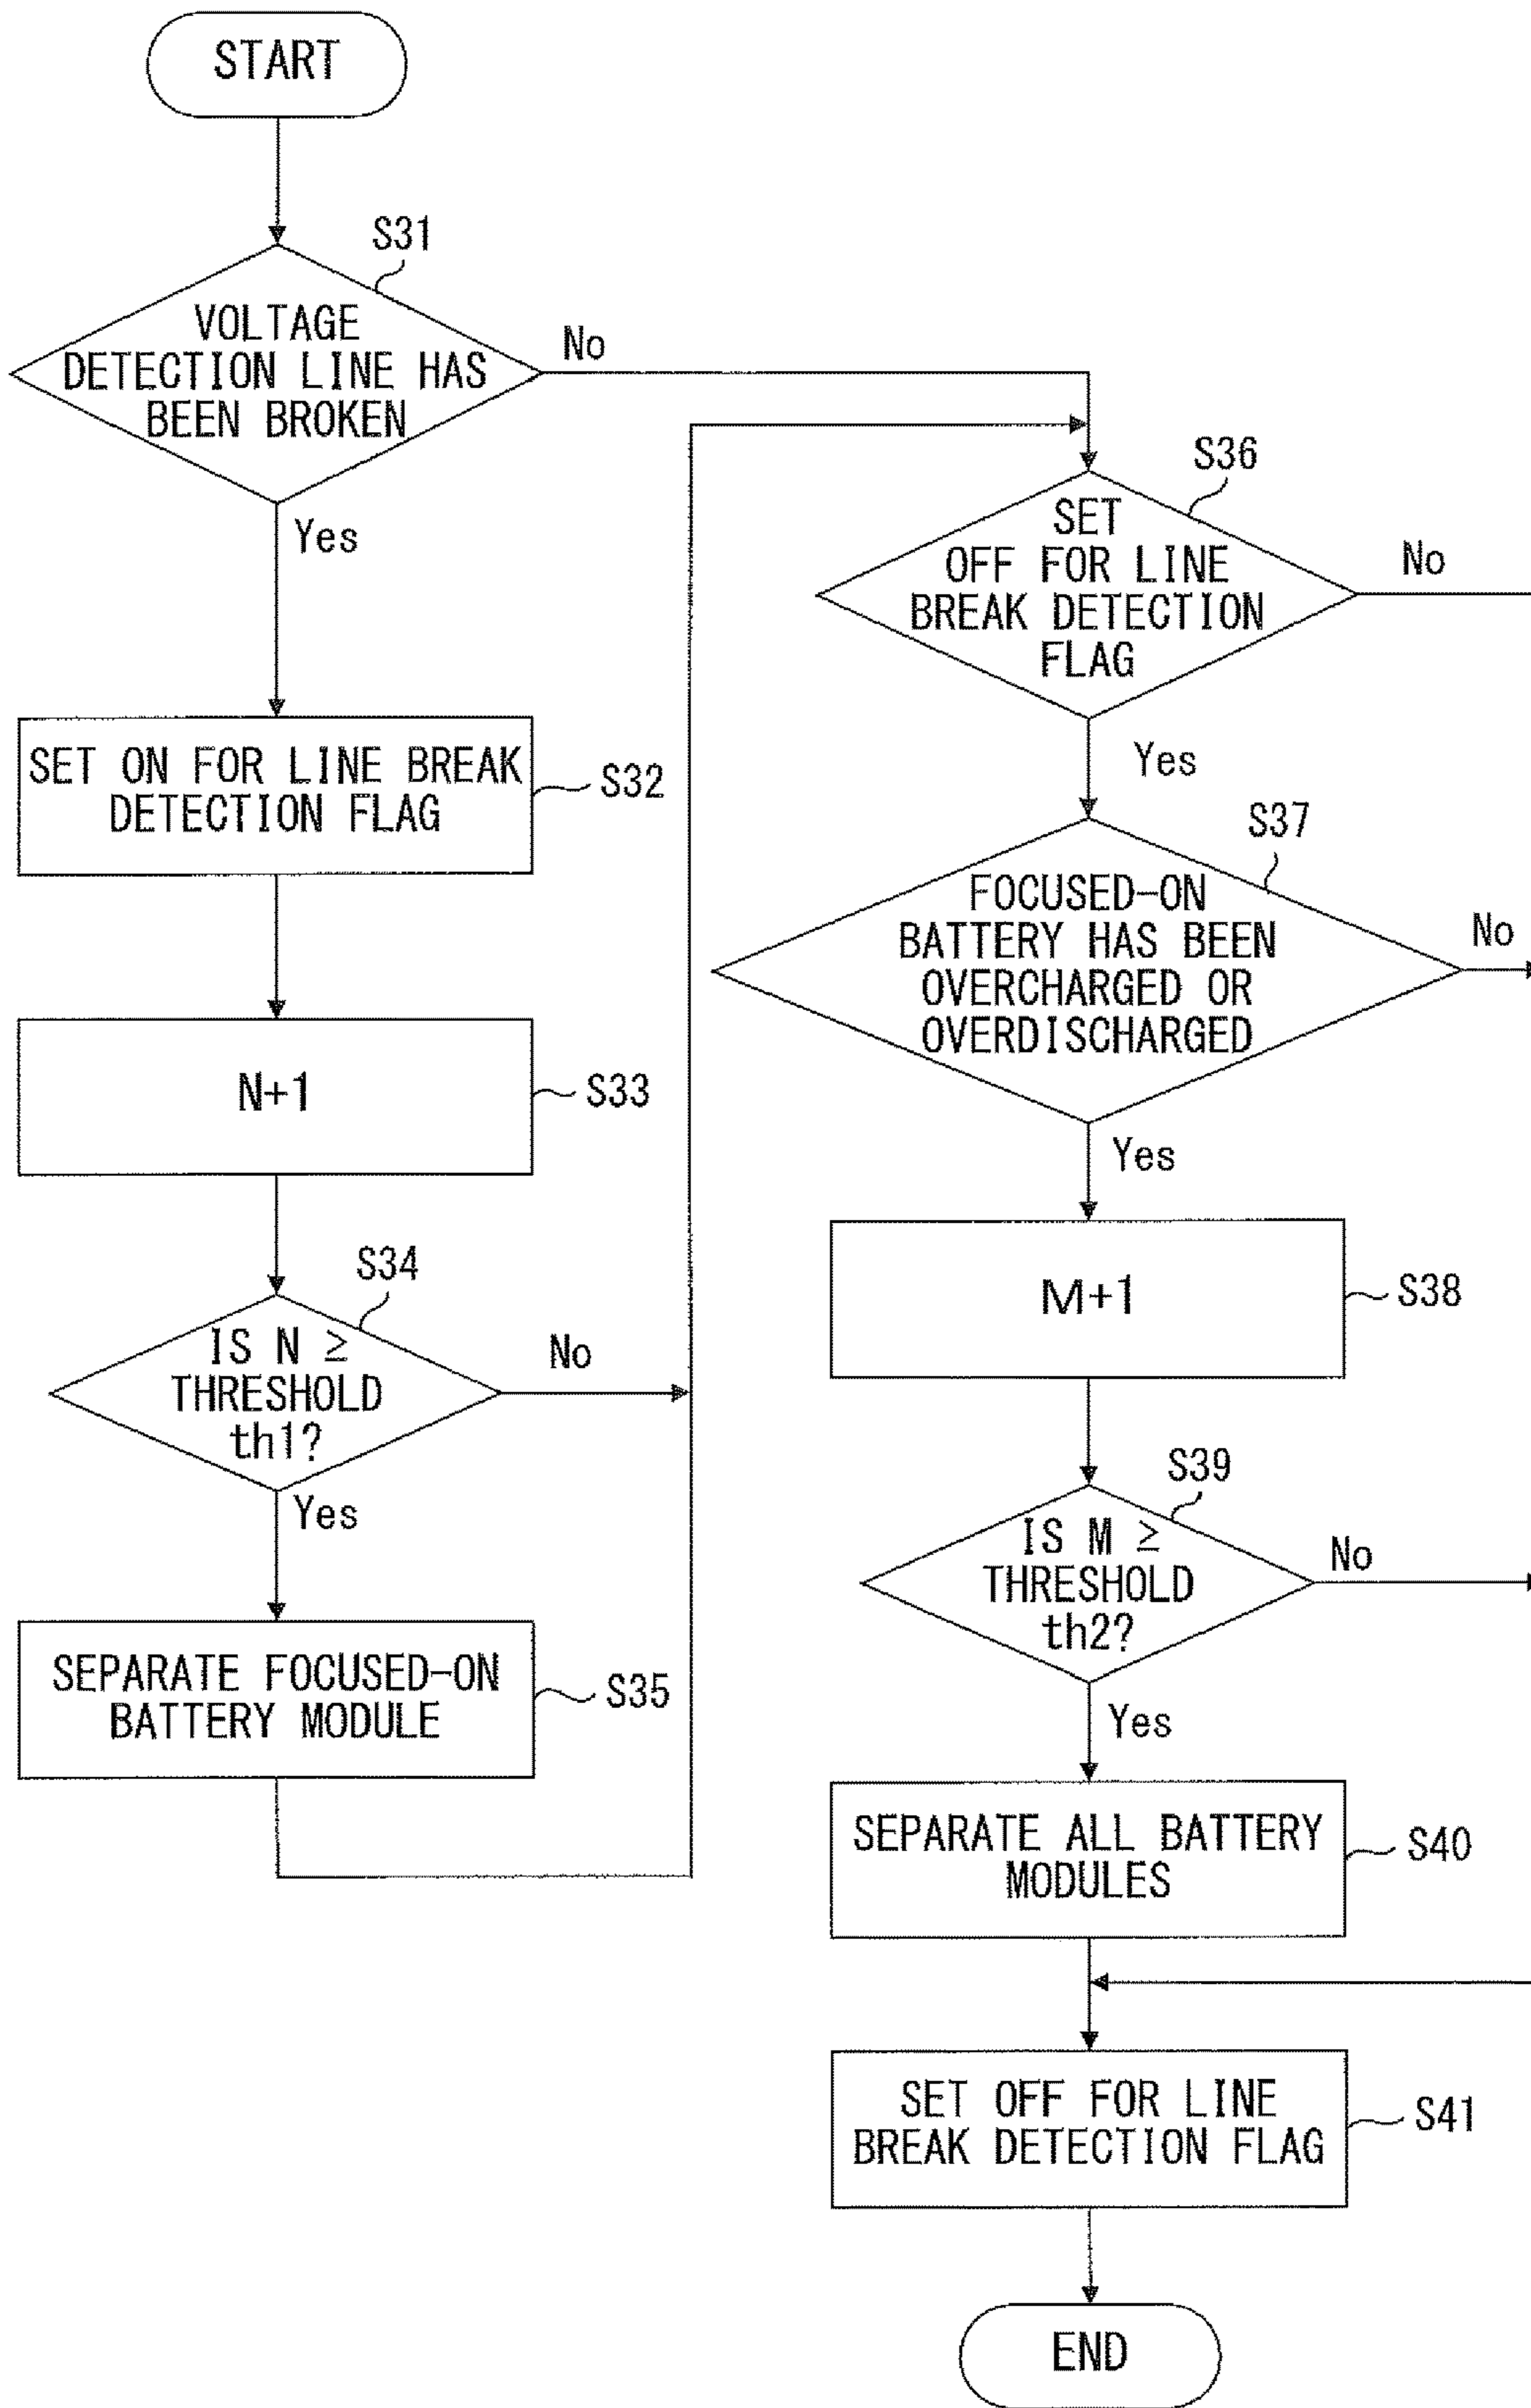 START
S31
VOLTAGE
DETECTION LINE HAS
BEEN BROKEN
No
Yes
SET ON FOR LINE BREAK
DETECTION FLAG
S32
N+1
S33
S34
IS N ≥
THRESHOLD
th1?
No
Yes
SEPARATE FOCUSED-ON
BATTERY MODULE
S35
S36
SET
OFF FOR LINE
BREAK DETECTION
FLAG
No
Yes
S37
FOCUSED-ON
BATTERY HAS BEEN
OVERCHARGED OR
OVERDISCHARGED
No
Yes
M+1
S38
S39
IS M ≥
THRESHOLD
th2?
No
Yes
SEPARATE ALL BATTERY
MODULES
S40
SET OFF FOR LINE
BREAK DETECTION FLAG
S41
END